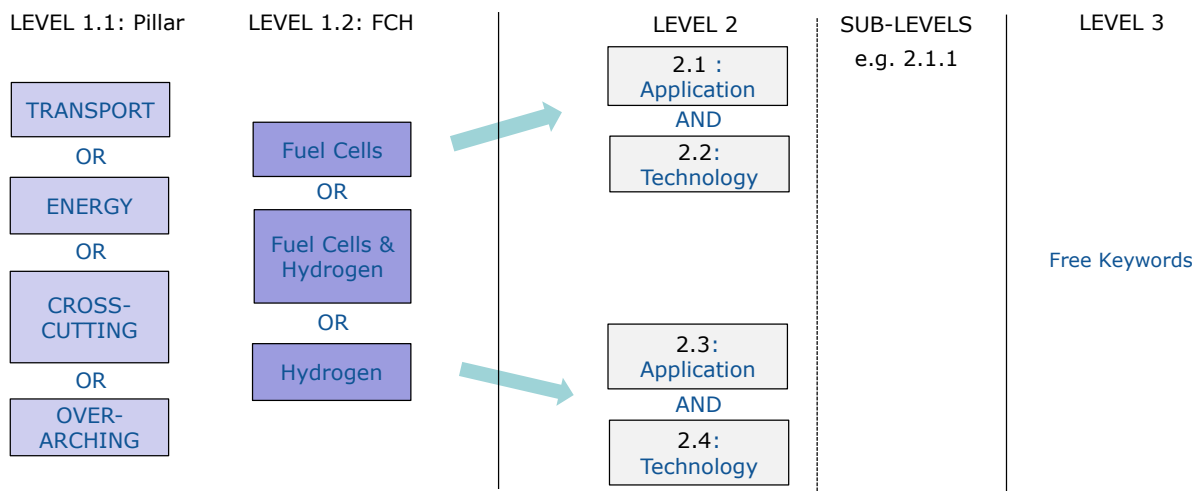 LEVEL 1.1: Pillar
TRANSPORT
OR
ENERGY
OR
CROSS-
CUTTING
OR
OVER-
ARCHING
LEVEL 1.2: FCH
Fuel Cells
OR
Fuel Cells &
Hydrogen
OR
Hydrogen
LEVEL 2
2.1 :
Application
AND
2.2:
Technology
2.3:
Application
AND
2.4:
Technology
SUB-LEVELS
e.g. 2.1.1
LEVEL 3
Free Keywords